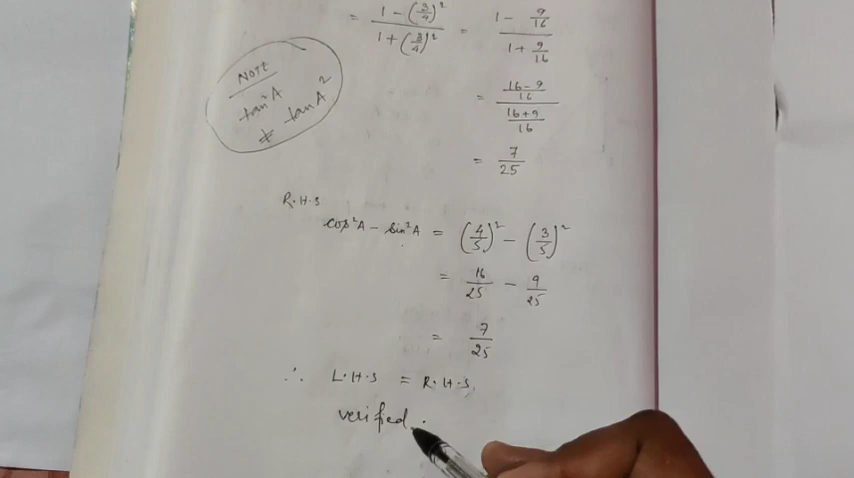 = 1 - (3/4)² / 1 + (3/4)² = 1 - 9/16 / 1 + 9/16
NOTE
tan²A
≠ tanA²
= 16-9/16 / 16+9/16
= 7/25
R.H.S
cos²A - sin²A = (4/5)² - (3/5)²
= 16/25 - 9/25
= 7/25
∴ L.H.S = R.H.S,
verified.